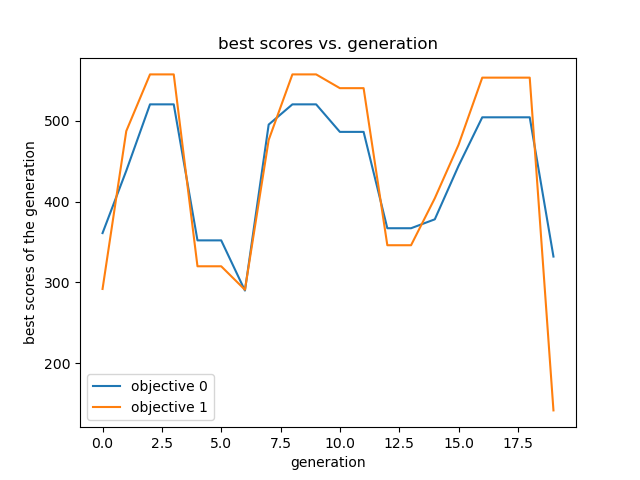 best scores vs. generation
best scores of the generation
500
400
300
200
objective 0
objective 1
0.0 2.5 5.0 7.5 10.0 12.5 15.0 17.5
generation